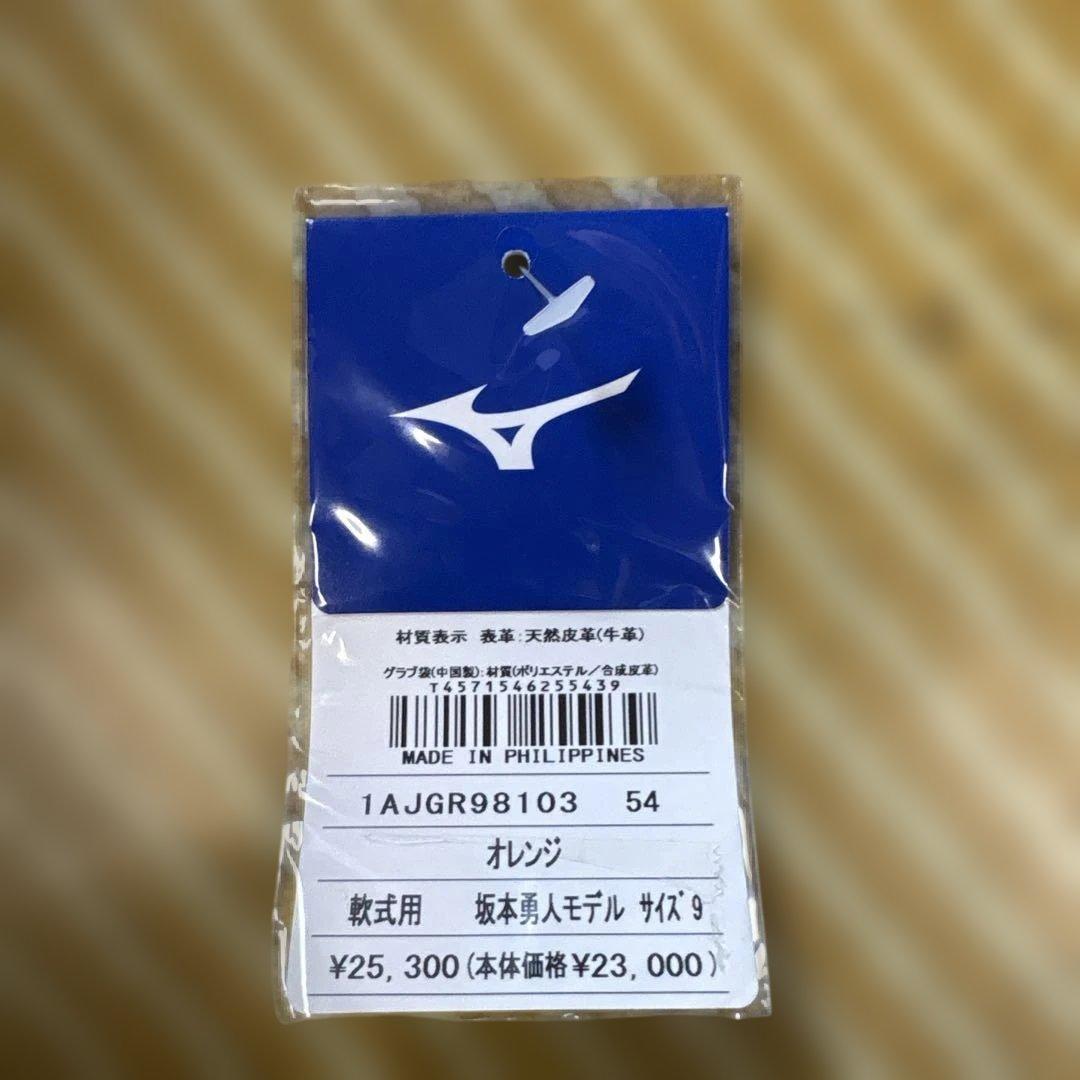 材質表示 表革:天然皮革(牛革)
グラブ袋(中国製):材質(ポリエステル/合成皮革)
T4571546255439
MADE IN PHILIPPINES
1AJGR98103 54
オレンジ
軟式用 坂本勇人モデル サイズ9
¥25,300(本体価格¥23,000)